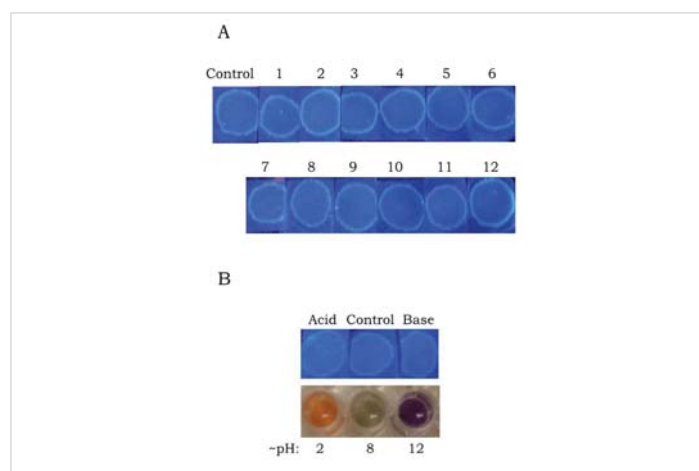 A
Control 1 2 3 4 5 6
7 8 9 10 11 12
B
Acid Control Base
~pH: 2 8 12